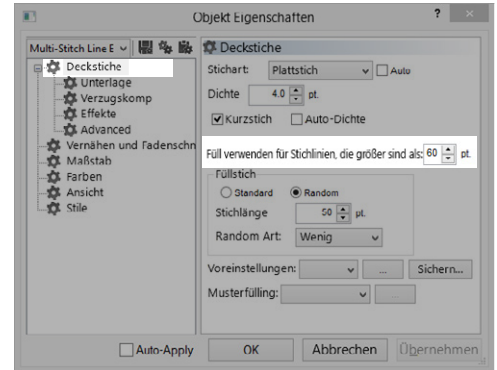 Objekt Eigenschaften
?
Multi-Stitch Line E
Deckstiche
Unterlage
Verzugskomp
Effekte
Advanced
Vernähen und Fadenschn
Maßstab
Farben
Ansicht
Stile
Deckstiche
Stichart: Plattstich Auto
Dichte 4.0 pt.
Kurzstich Auto-Dichte
Füll verwenden für Stichlinien, die größer sind als: 60 pt.
Füllstich
Standard Random
Stichlänge 50 pt.
Random Art: Wenig
Voreinstellungen: ... Sichern...
Musterfülling: ...
Auto-Apply OK Abbrechen Übernehmen